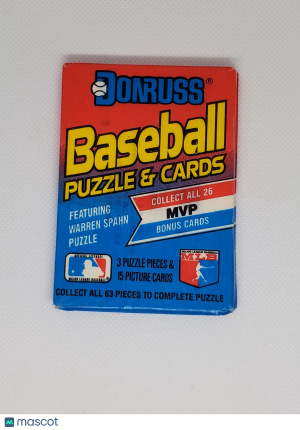 DONRUSS®
Baseball
PUZZLE & CARDS
COLLECT ALL 26
MVP
BONUS CARDS
FEATURING
WARREN SPAHN
PUZZLE
3 PUZZLE PIECES &
15 PICTURE CARDS
COLLECT ALL 63 PIECES TO COMPLETE PUZZLE
mascot